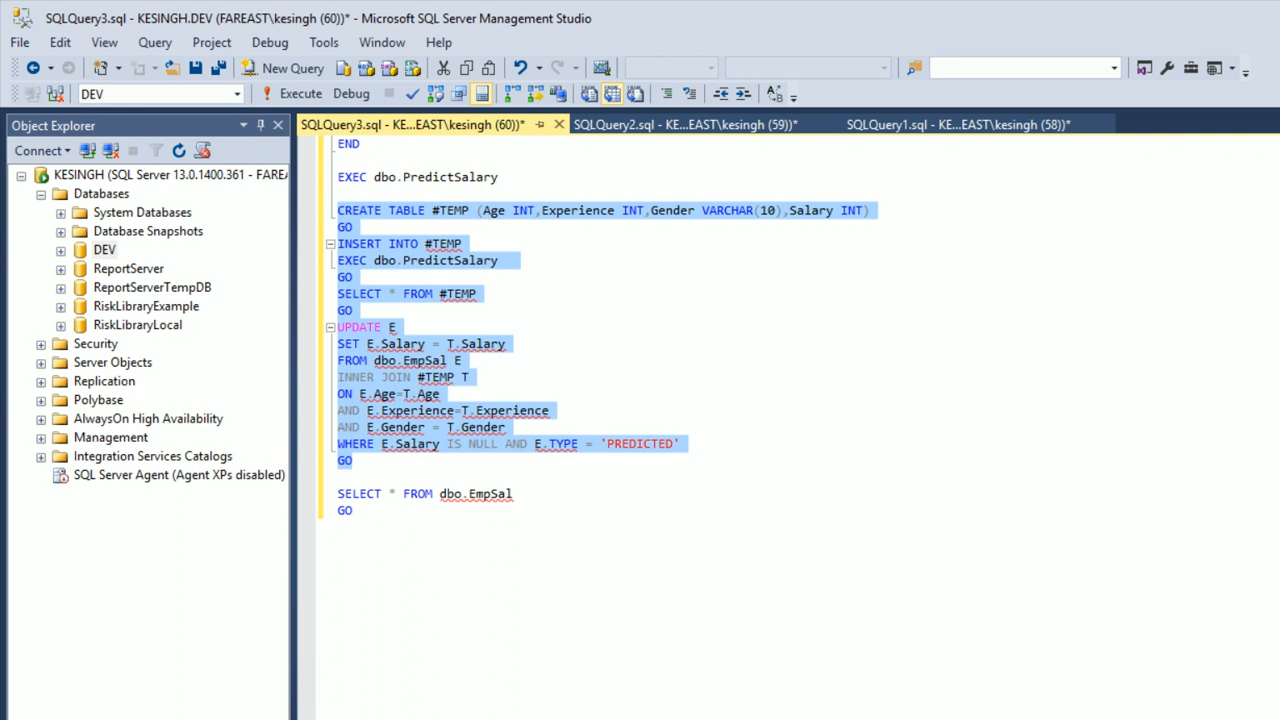 SQLQuery3.sql - KESINGH.DEV (FAREAST\kesingh (60))* - Microsoft SQL Server Management Studio
File Edit View Query Project Debug Tools Window Help
New Query
DEV Execute Debug
Object Explorer
Connect
KESINGH (SQL Server 13.0.1400.361 - FAREA
Databases
System Databases
Database Snapshots
DEV
ReportServer
ReportServerTempDB
RiskLibraryExample
RiskLibraryLocal
Security
Server Objects
Replication
Polybase
AlwaysOn High Availability
Management
Integration Services Catalogs
SQL Server Agent (Agent XPs disabled)
SQLQuery3.sql - KE...EAST\kesingh (60))* SQLQuery2.sql - KE...EAST\kesingh (59))* SQLQuery1.sql - KE...EAST\kesingh (58))*
END
EXEC dbo.PredictSalary
CREATE TABLE #TEMP (Age INT,Experience INT,Gender VARCHAR(10),Salary INT)
GO
INSERT INTO #TEMP
EXEC dbo.PredictSalary
GO
SELECT * FROM #TEMP
GO
UPDATE E
SET E.Salary = T.Salary
FROM dbo.EmpSal E
INNER JOIN #TEMP T
ON E.Age=T.Age
AND E.Experience=T.Experience
AND E.Gender = T.Gender
WHERE E.Salary IS NULL AND E.TYPE = 'PREDICTED'
GO
SELECT * FROM dbo.EmpSal
GO